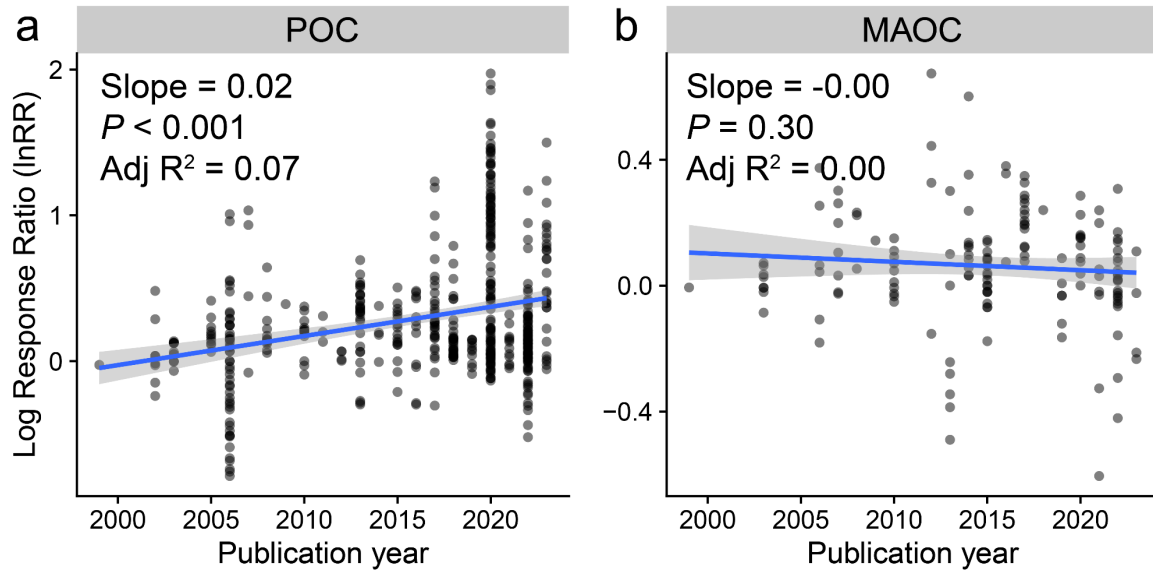 a
POC
Slope = 0.02
P < 0.001
Adj R² = 0.07
Log Response Ratio (lnRR)
2
1
0
2000 2005 2010 2015 2020
Publication year
b
MAOC
Slope = -0.00
P = 0.30
Adj R² = 0.00
0.4
0.0
−0.4
2000 2005 2010 2015 2020
Publication year